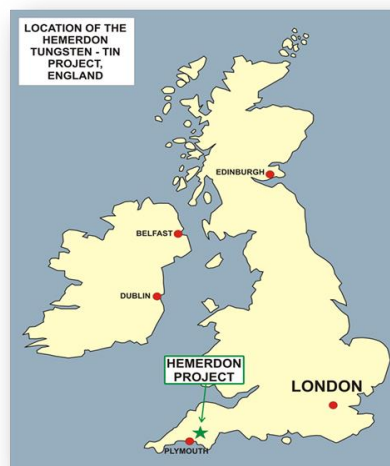 LOCATION OF THE
HEMERDON
TUNGSTEN - TIN
PROJECT,
ENGLAND
EDINBURGH
BELFAST
DUBLIN
HEMERDON
PROJECT
LONDON
PLYMOUTH